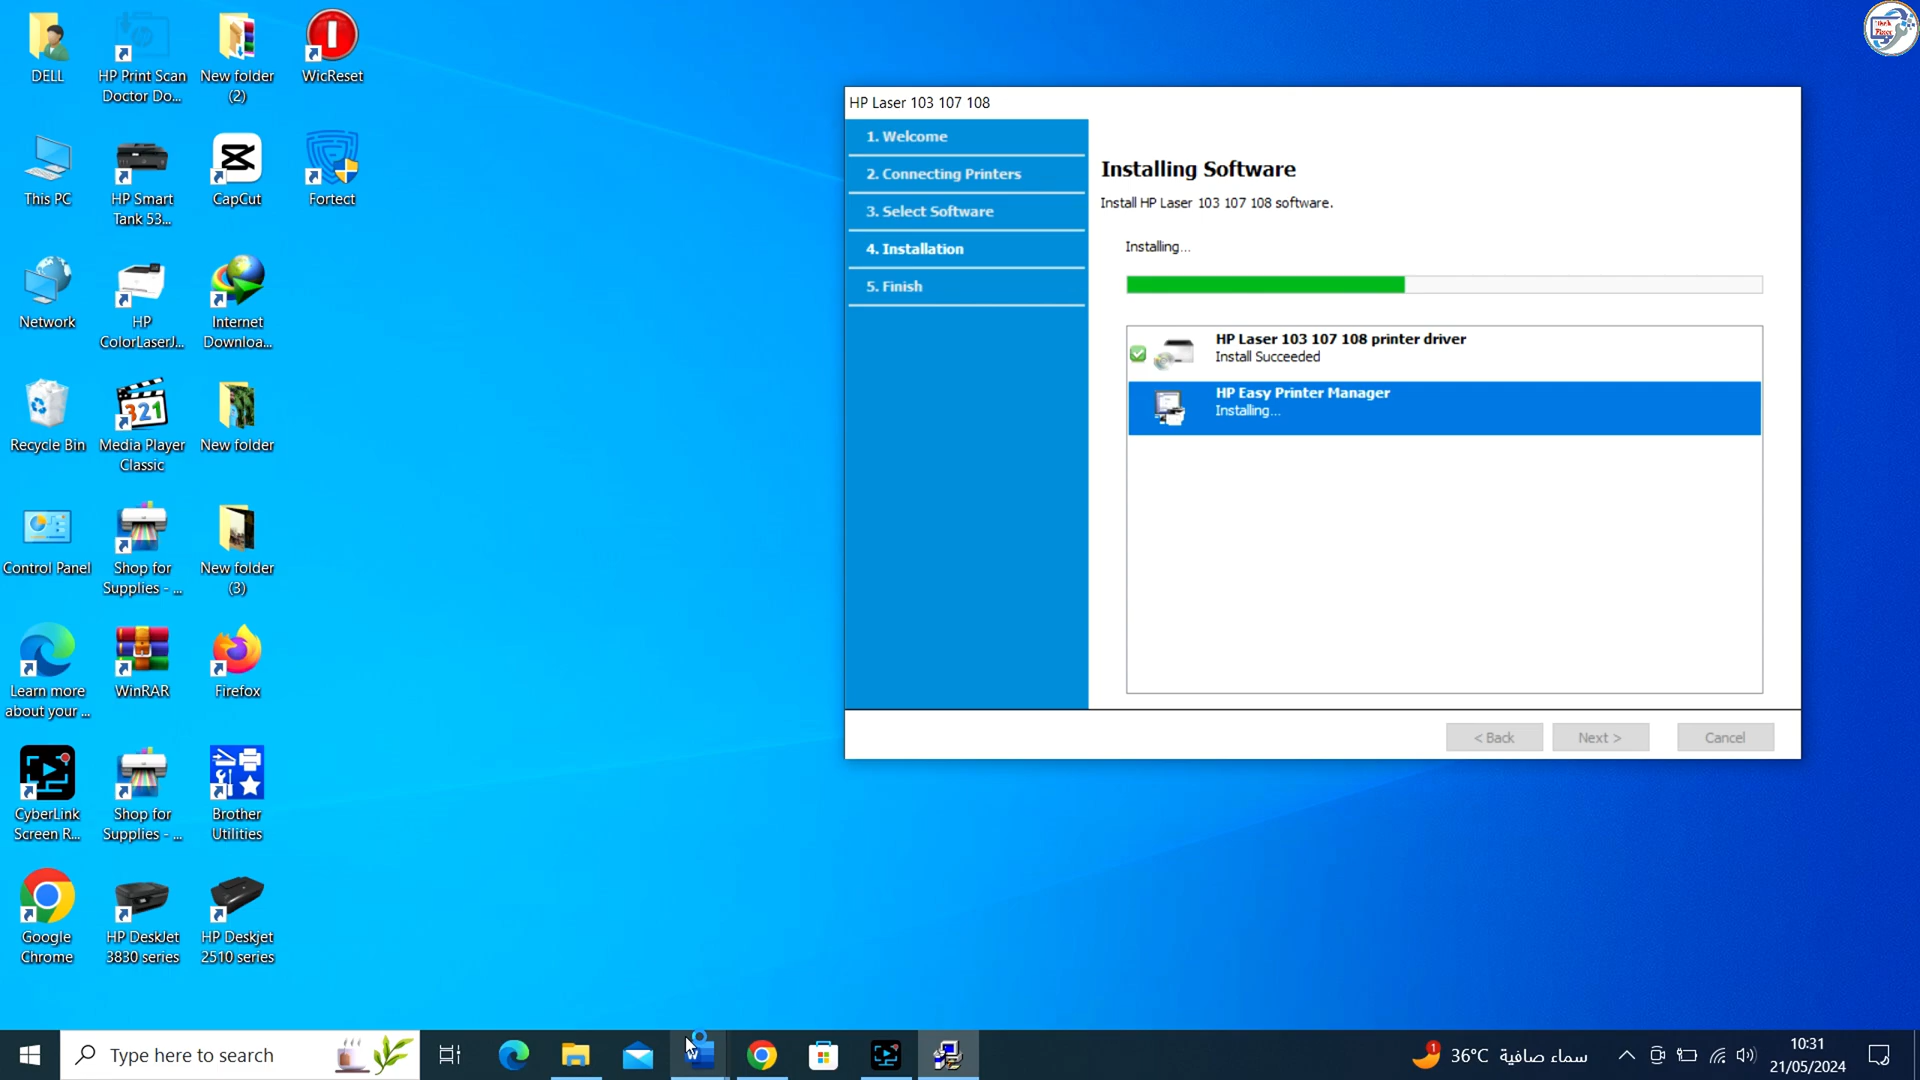 DELL
HP Print Scan
Doctor Do...
New folder
(2)
WicReset
This PC
HP Smart
Tank 53...
CapCut
Fortect
Network
HP
ColorLaserJ...
Internet
Downloa...
Recycle Bin
Media Player
Classic
321
New folder
Control Panel
Shop for
Supplies - ...
New folder
(3)
Learn more
about your ...
WinRAR
Firefox
CyberLink
Screen R...
Shop for
Supplies - ...
Brother
Utilities
Google
Chrome
HP DeskJet
3830 series
HP Deskjet
2510 series
HP Laser 103 107 108
1. Welcome
2. Connecting Printers
3. Select Software
4. Installation
5. Finish
Installing Software
Install HP Laser 103 107 108 software.
Installing...
HP Laser 103 107 108 printer driver
Install Succeeded
HP Easy Printer Manager
Installing...
< Back
Next >
Cancel
Type here to search
1
36°C سماء صافية
10:31
21/05/2024